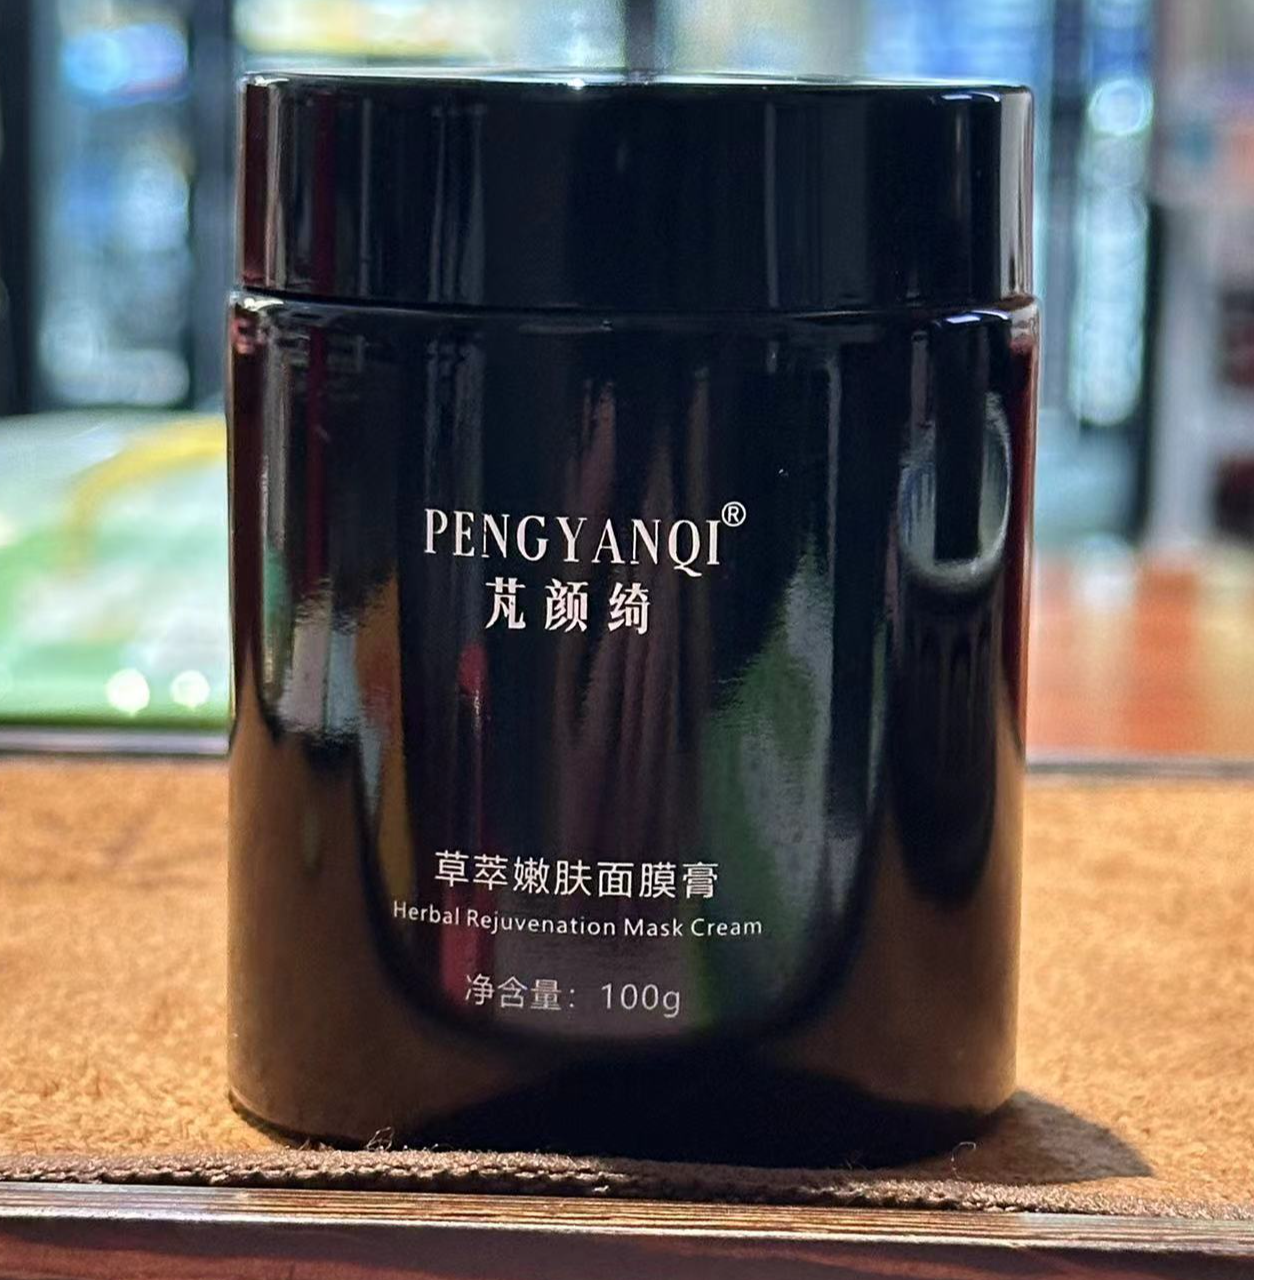 PENGYANQI®
芃颜绮
草萃嫩肤面膜膏
Herbal Rejuvenation Mask Cream
净含量：100g